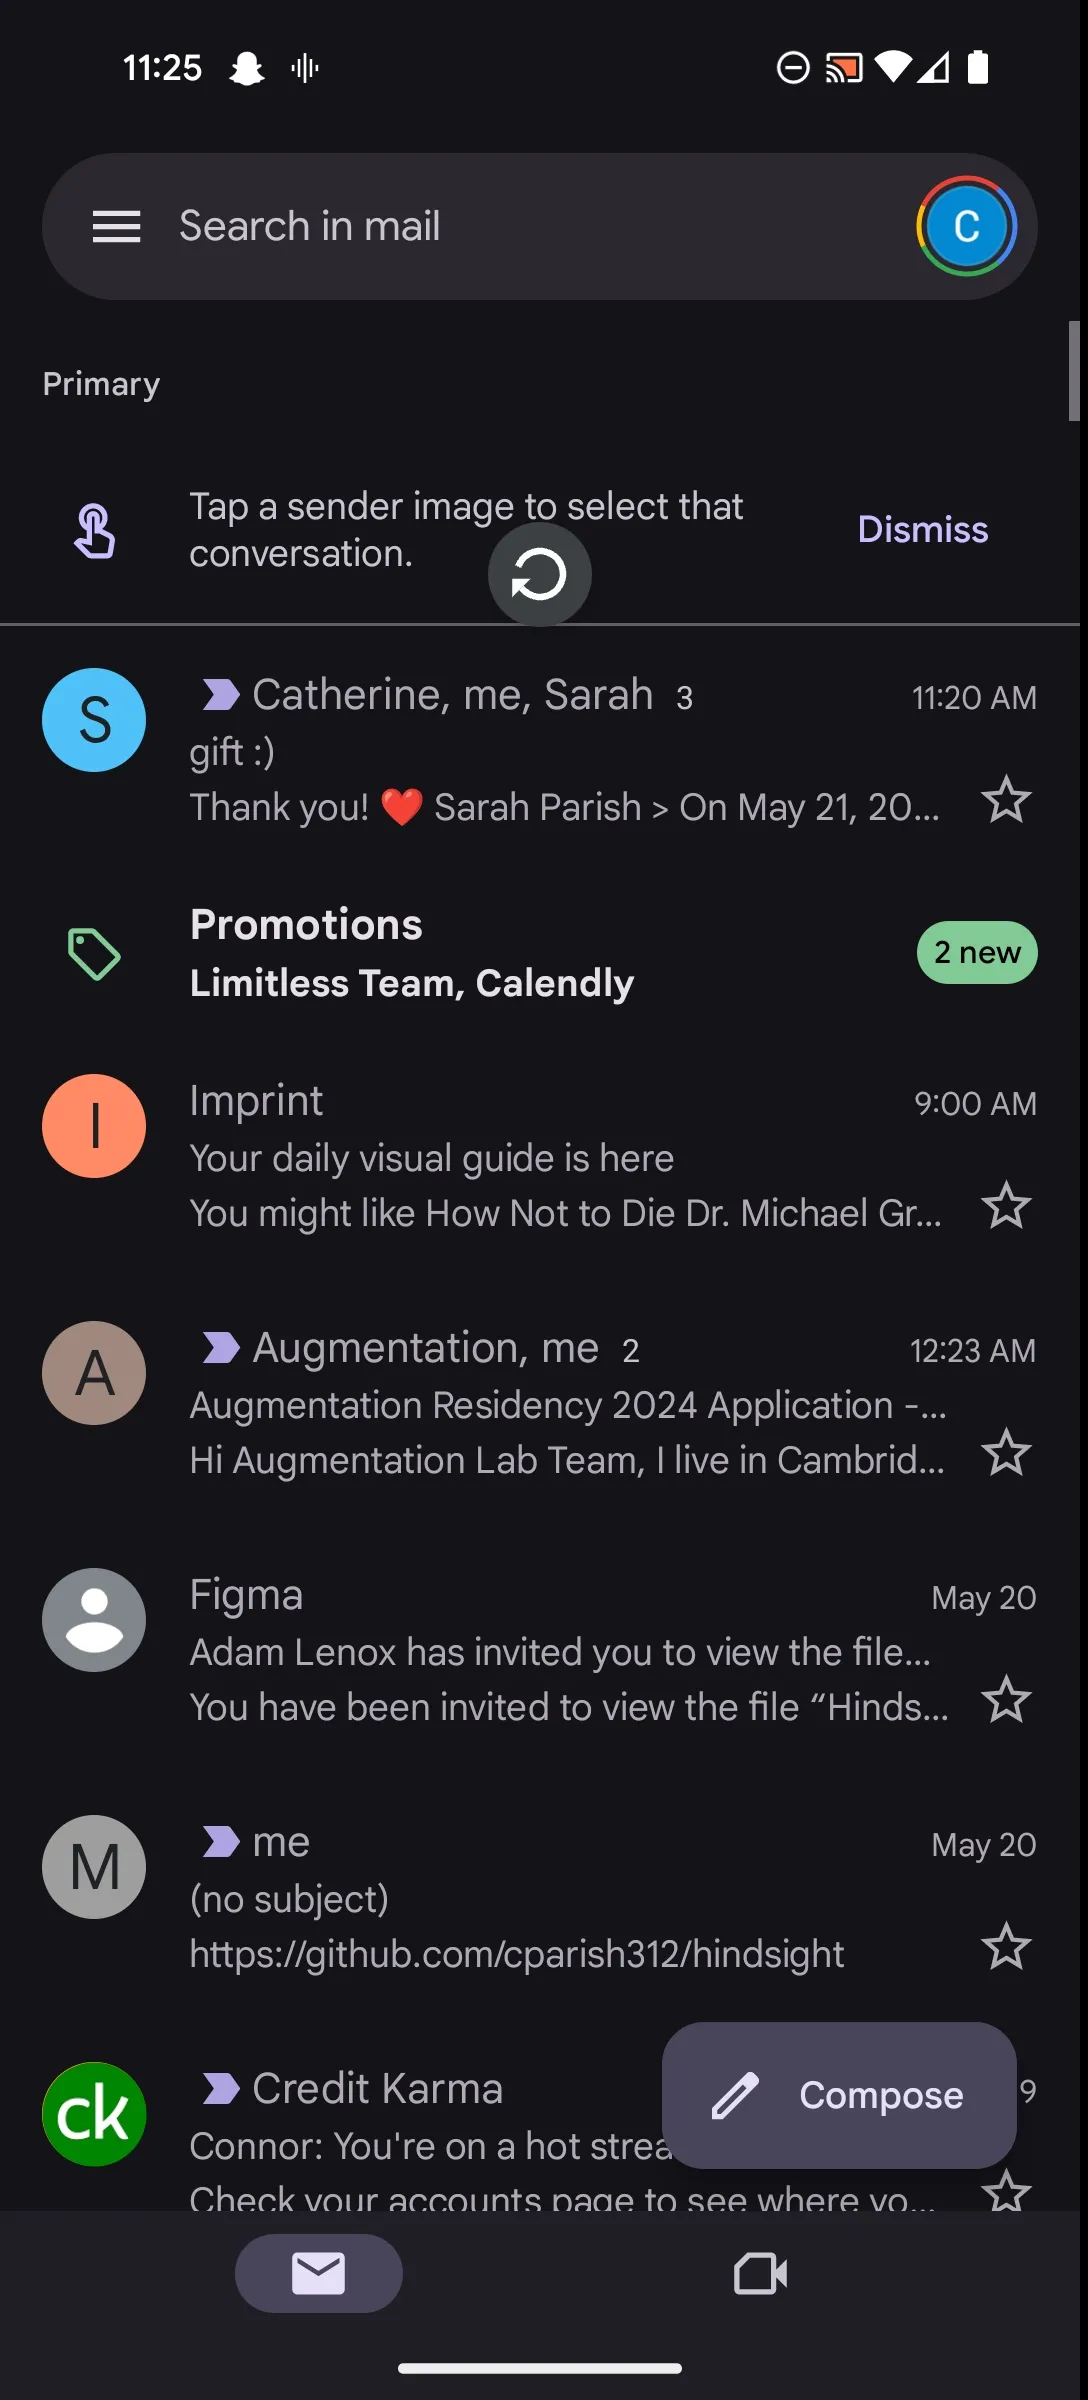 11:25
Search in mail
C
Primary
Tap a sender image to select that
conversation.
Dismiss
S
Catherine, me, Sarah 3
11:20 AM
gift :)
Thank you! ❤️ Sarah Parish > On May 21, 20...
Promotions
Limitless Team, Calendly
2 new
I
Imprint
9:00 AM
Your daily visual guide is here
You might like How Not to Die Dr. Michael Gr...
A
Augmentation, me 2
12:23 AM
Augmentation Residency 2024 Application -...
Hi Augmentation Lab Team, I live in Cambrid...
Figma
May 20
Adam Lenox has invited you to view the file...
You have been invited to view the file “Hinds...
M
me
May 20
(no subject)
https://github.com/cparish312/hindsight
ck
Credit Karma
9
Connor: You're on a hot strea
Compose
Check your accounts page to see where yo...